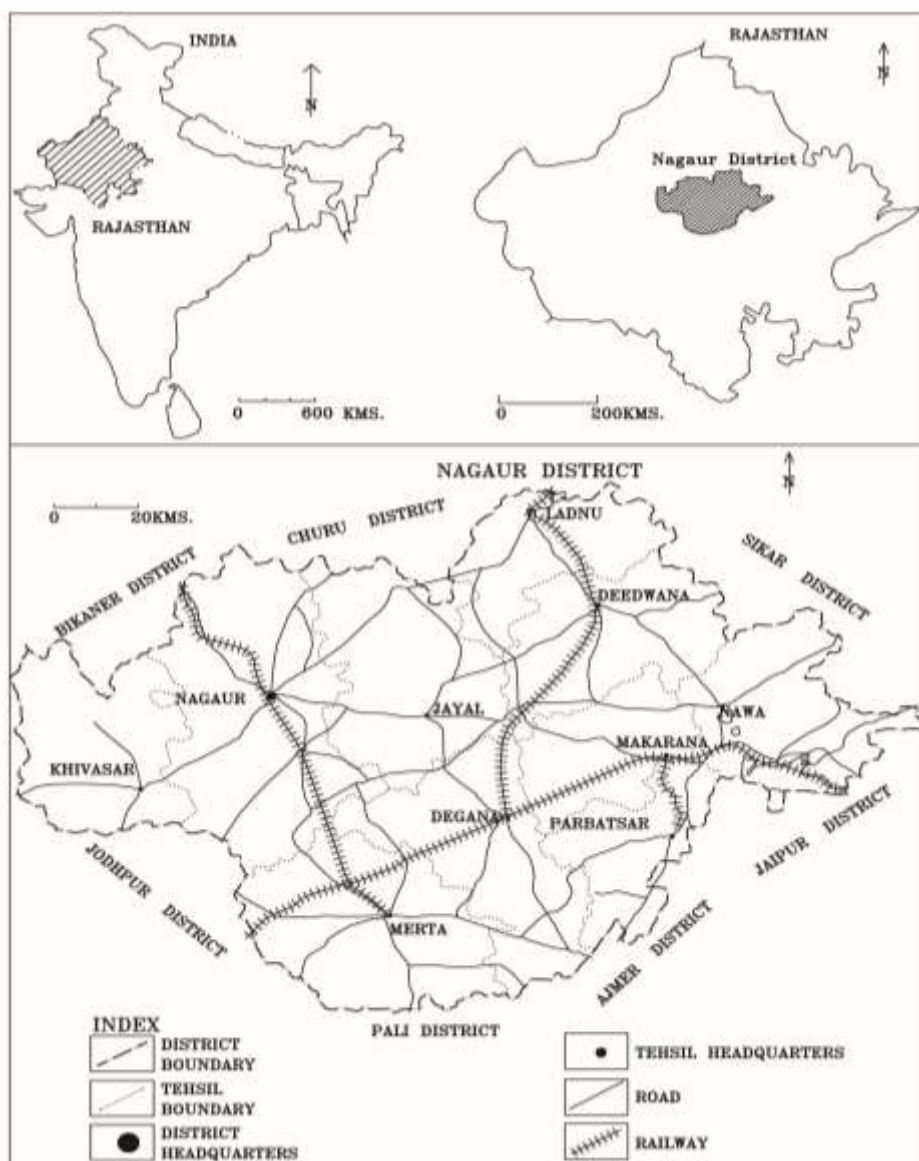 INDIA
N
RAJASTHAN
0 600 KMS.
RAJASTHAN
N
Nagaur District
0 200KMS.
NAGAUR DISTRICT
N
0 20KMS.
CHURU DISTRICT
BIKANER DISTRICT
SIKAR DISTRICT
LADNU
DEEDWANA
NAGAUR
JAYAL
NAWA
KHIVASAR
MAKARANA
DEGANA
PARBATSAR
MERTA
JODHPUR DISTRICT
JAIPUR DISTRICT
AJMER DISTRICT
PALI DISTRICT
INDEX
DISTRICT
BOUNDARY
TEHSIL
BOUNDARY
DISTRICT
HEADQUARTERS
TEHSIL HEADQUARTERS
ROAD
RAILWAY